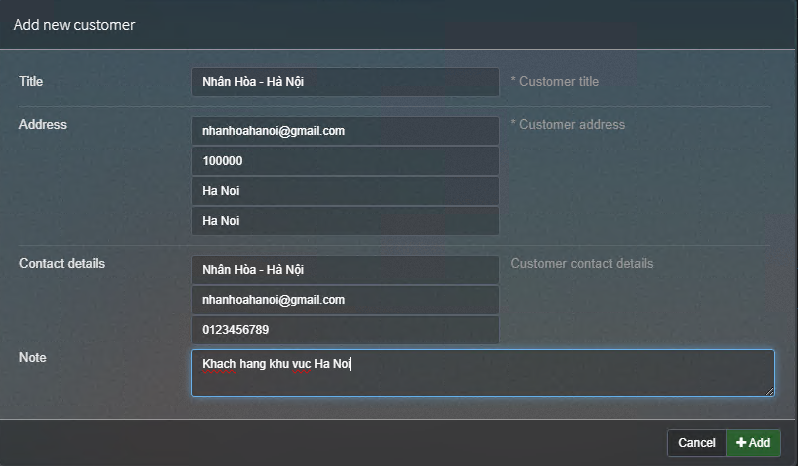 Add new customer
Title
Nhân Hòa - Hà Nội
* Customer title
Address
nhanhoahanoi@gmail.com
* Customer address
100000
Ha Noi
Ha Noi
Contact details
Nhân Hòa - Hà Nội
Customer contact details
nhanhoahanoi@gmail.com
0123456789
Note
Khach hang khu vuc Ha Noi
Cancel
Add